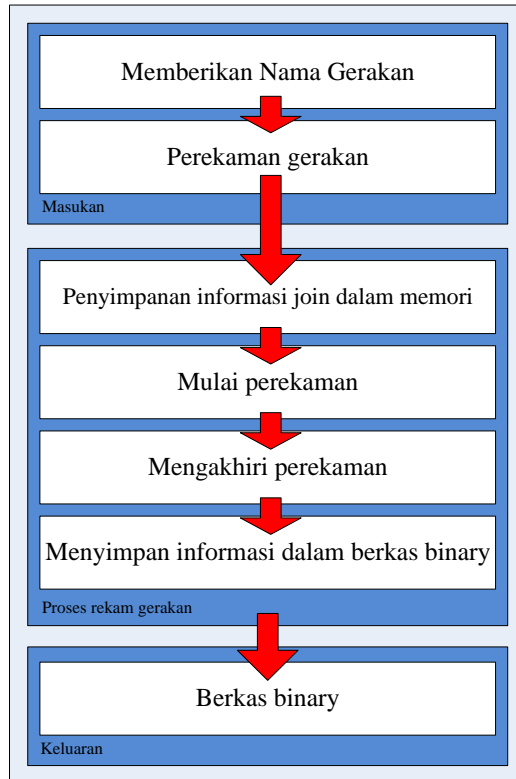 Memberikan Nama Gerakan
Perekaman gerakan
Masukan
Penyimpanan informasi join dalam memori
Mulai perekaman
Mengakhiri perekaman
Menyimpan informasi dalam berkas binary
Proses rekam gerakan
Berkas binary
Keluaran